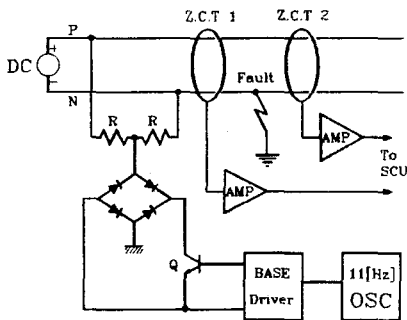 Z.C.T 1
Z.C.T 2
P
+
DC
-
N
Fault
R
R
AMP
To
SCU
AMP
Q
BASE
Driver
11[Hz]
OSC